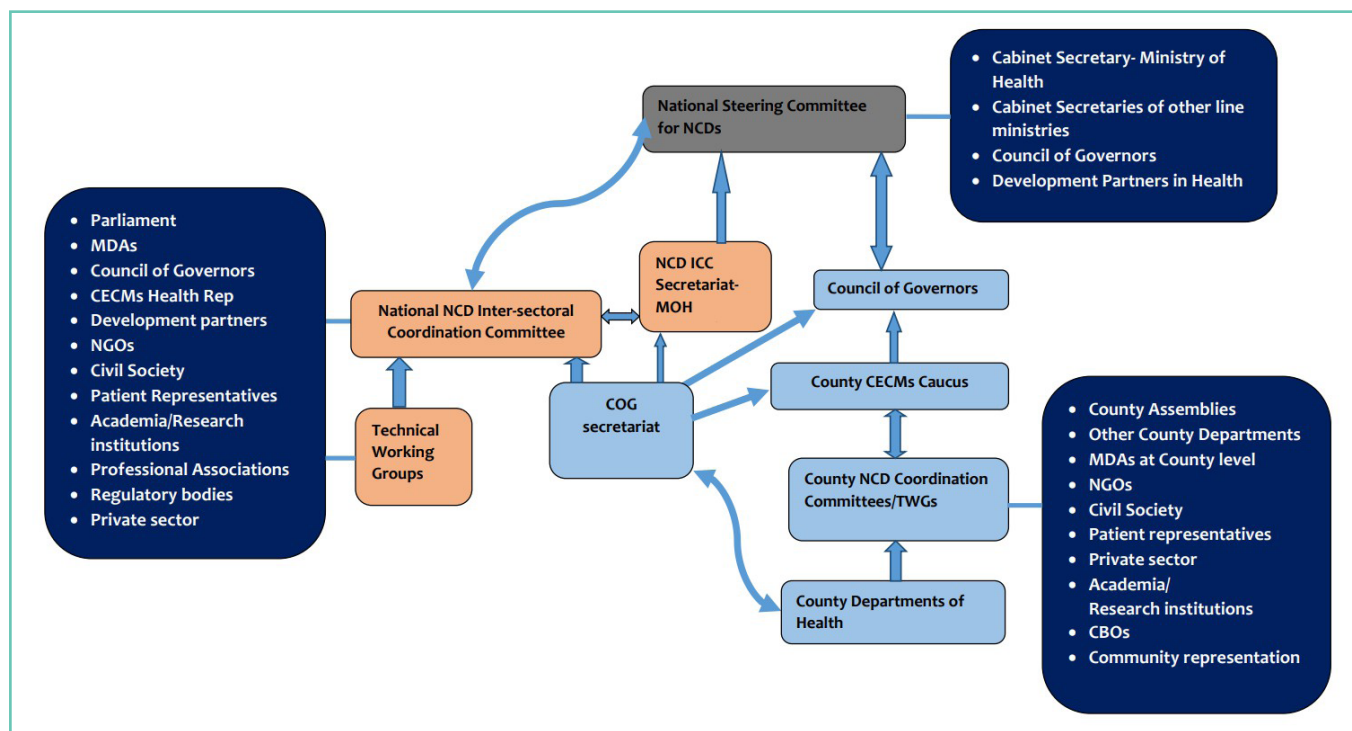 • Cabinet Secretary- Ministry of
Health
• Cabinet Secretaries of other line
ministries
• Council of Governors
• Development Partners in Health
National Steering Committee
for NCDs
• Parliament
• MDAs
• Council of Governors
• CECMs Health Rep
• Development partners
• NGOs
• Civil Society
• Patient Representatives
• Academia/Research
institutions
• Professional Associations
• Regulatory bodies
• Private sector
National NCD Inter-sectoral
Coordination Committee
NCD ICC
Secretariat-
MOH
Council of Governors
Technical
Working
Groups
COG
secretariat
County CECMs Caucus
County NCD Coordination
Committees/TWGs
County Departments of
Health
• County Assemblies
• Other County Departments
• MDAs at County level
• NGOs
• Civil Society
• Patient representatives
• Private sector
• Academia/
Research institutions
• CBOs
• Community representation